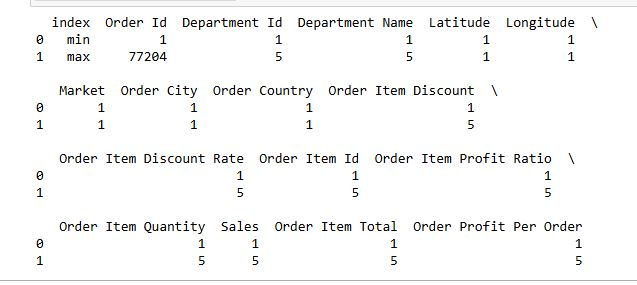 index Order Id Department Id Department Name Latitude Longitude \
0 min 1 1 1 1 1
1 max 77204 5 5 1 1
Market Order City Order Country Order Item Discount \
0 1 1 1 1
1 1 1 1 5
Order Item Discount Rate Order Item Id Order Item Profit Ratio \
0 1 1 1
1 5 5 5
Order Item Quantity Sales Order Item Total Order Profit Per Order
0 1 1 1 1
1 5 5 5 5